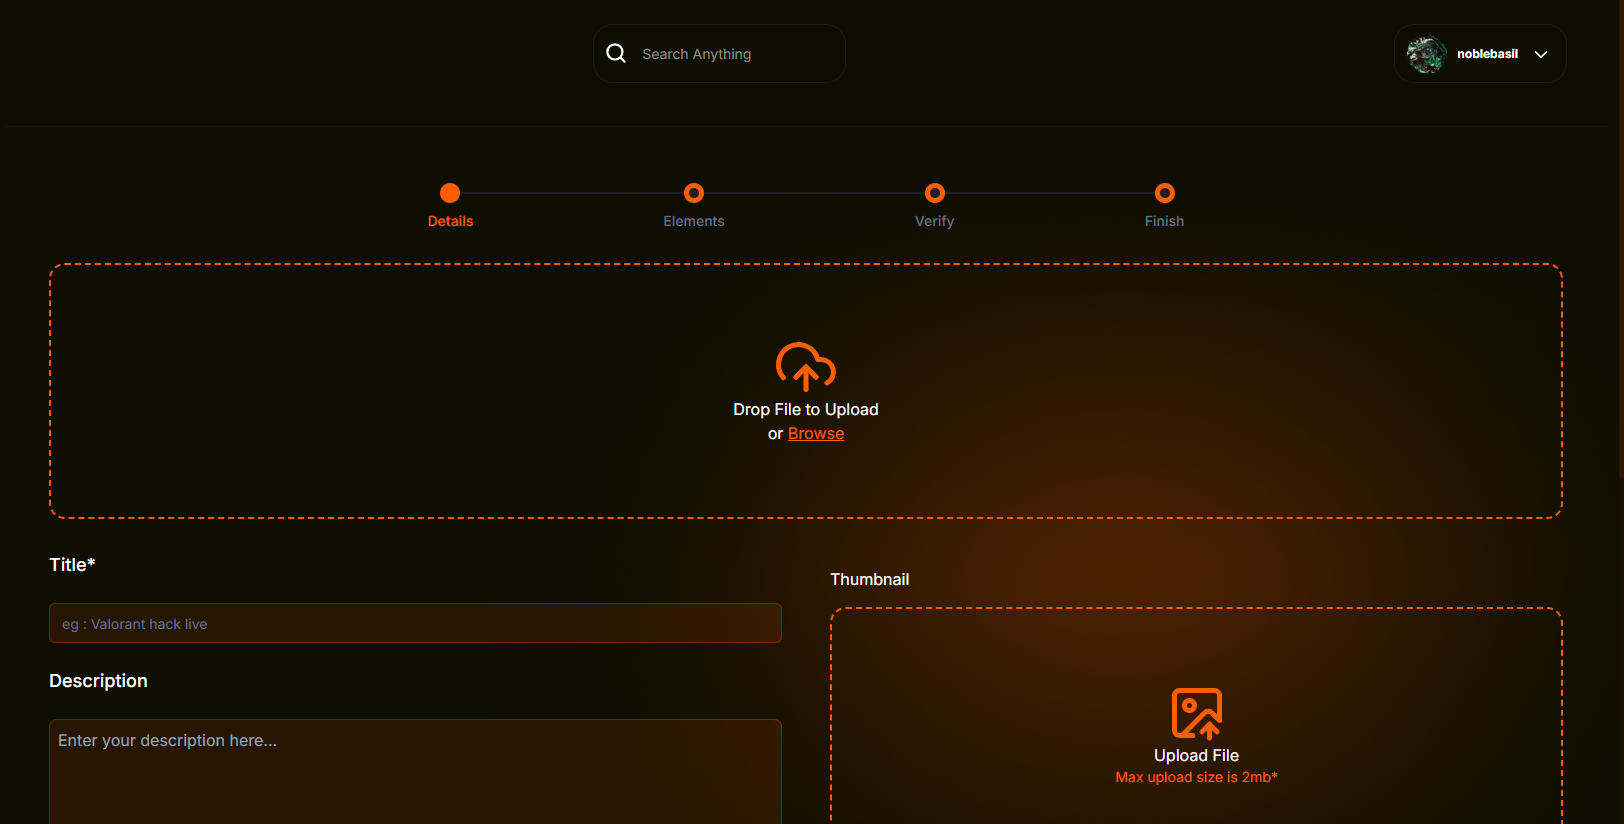 Search Anything
noblebasil
Details
Elements
Verify
Finish
Drop File to Upload
or Browse
Title*
Thumbnail
eg : Valorant hack live
Description
Enter your description here...
Upload File
Max upload size is 2mb*